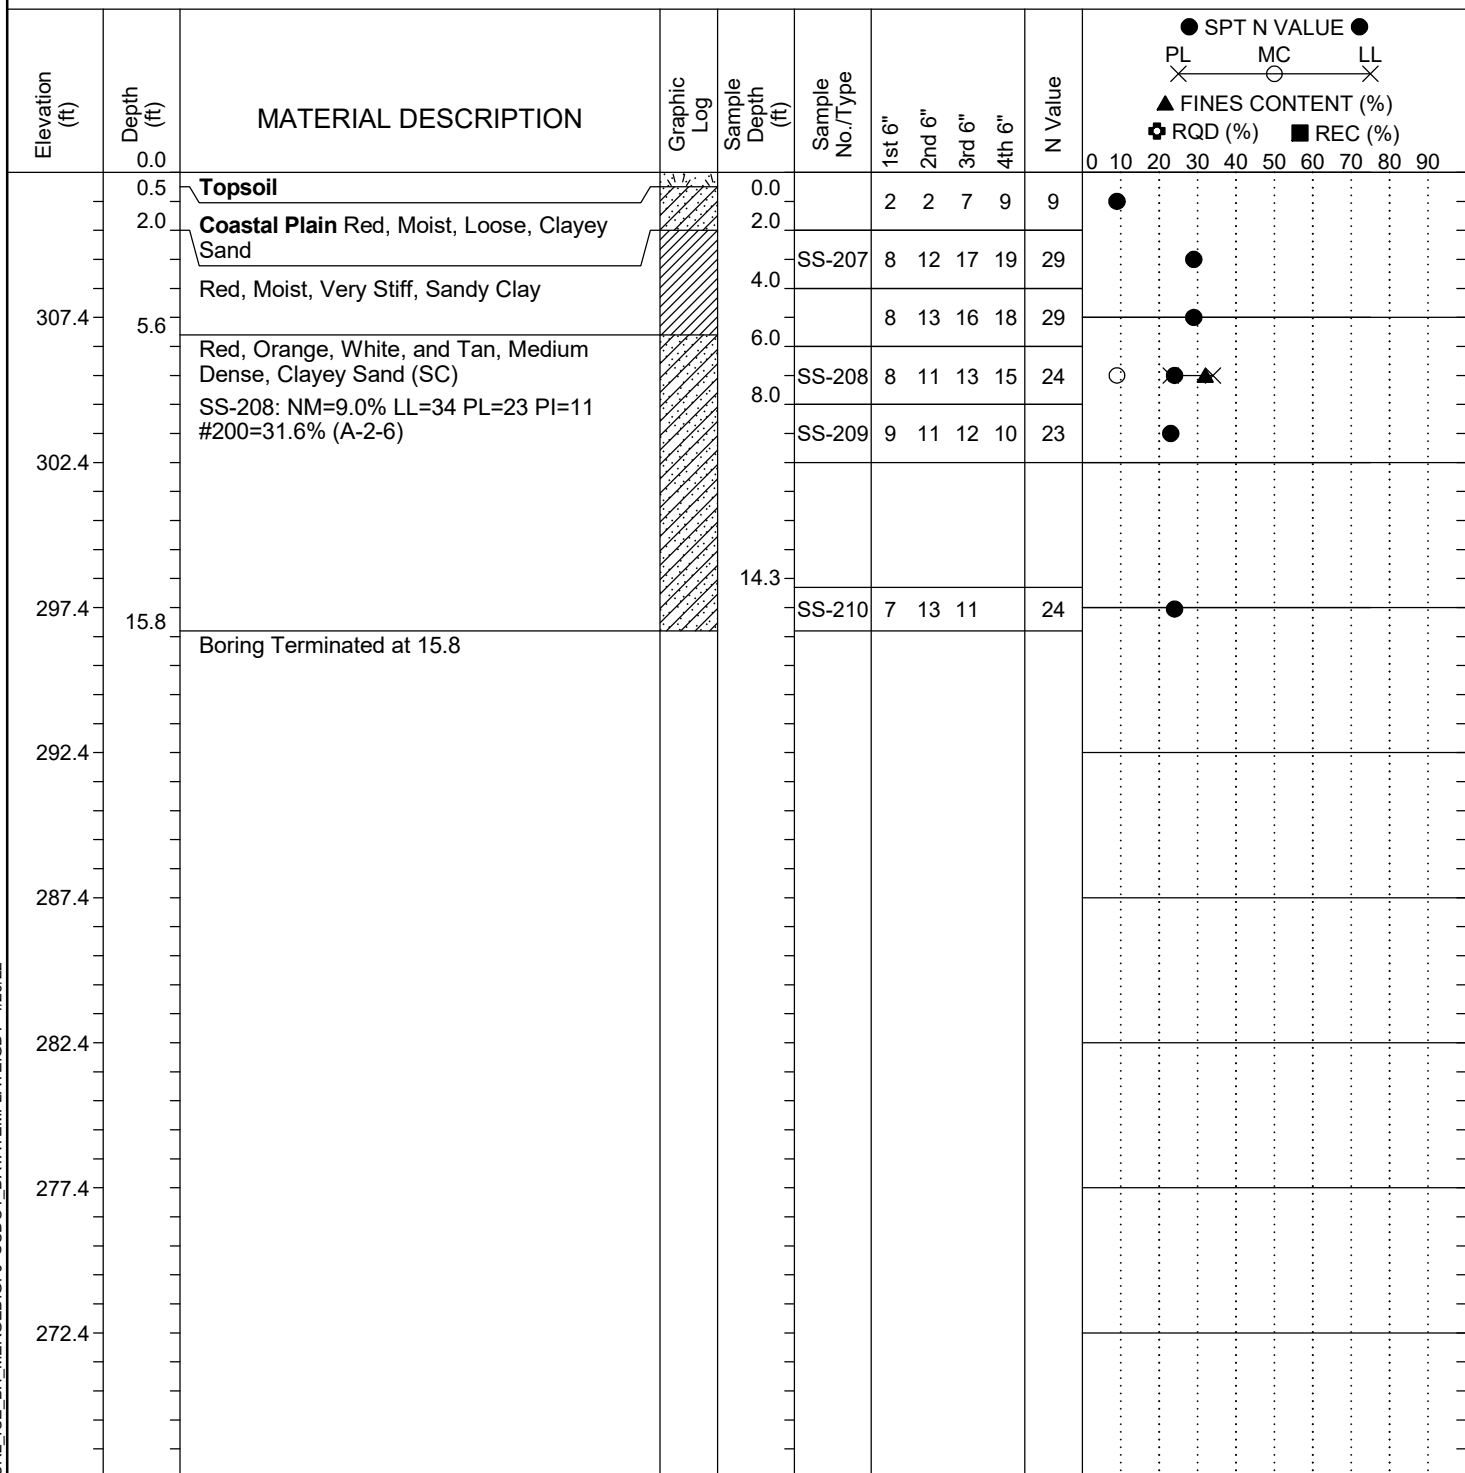 ● SPT N VALUE ●
PL MC LL
▲ FINES CONTENT (%)
RQD (%) ■ REC (%)
Elevation (ft)
Depth (ft)
MATERIAL DESCRIPTION
Graphic Log
Sample Depth (ft)
Sample No./Type
1st 6"
2nd 6"
3rd 6"
4th 6"
N Value
0.0
0 10 20 30 40 50 60 70 80 90
0.5 Topsoil 0.0
2 2 7 9 9
2.0 Coastal Plain Red, Moist, Loose, Clayey 2.0
Sand
SS-207 8 12 17 19 29
4.0
Red, Moist, Very Stiff, Sandy Clay
307.4 5.6 8 13 16 18 29
6.0
Red, Orange, White, and Tan, Medium
Dense, Clayey Sand (SC) SS-208 8 11 13 15 24
8.0
SS-208: NM=9.0% LL=34 PL=23 PI=11
#200=31.6% (A-2-6) SS-209 9 11 12 10 23
302.4
14.3
297.4 15.8 SS-210 7 13 11 24
Boring Terminated at 15.8
292.4
287.4
282.4
277.4
272.4